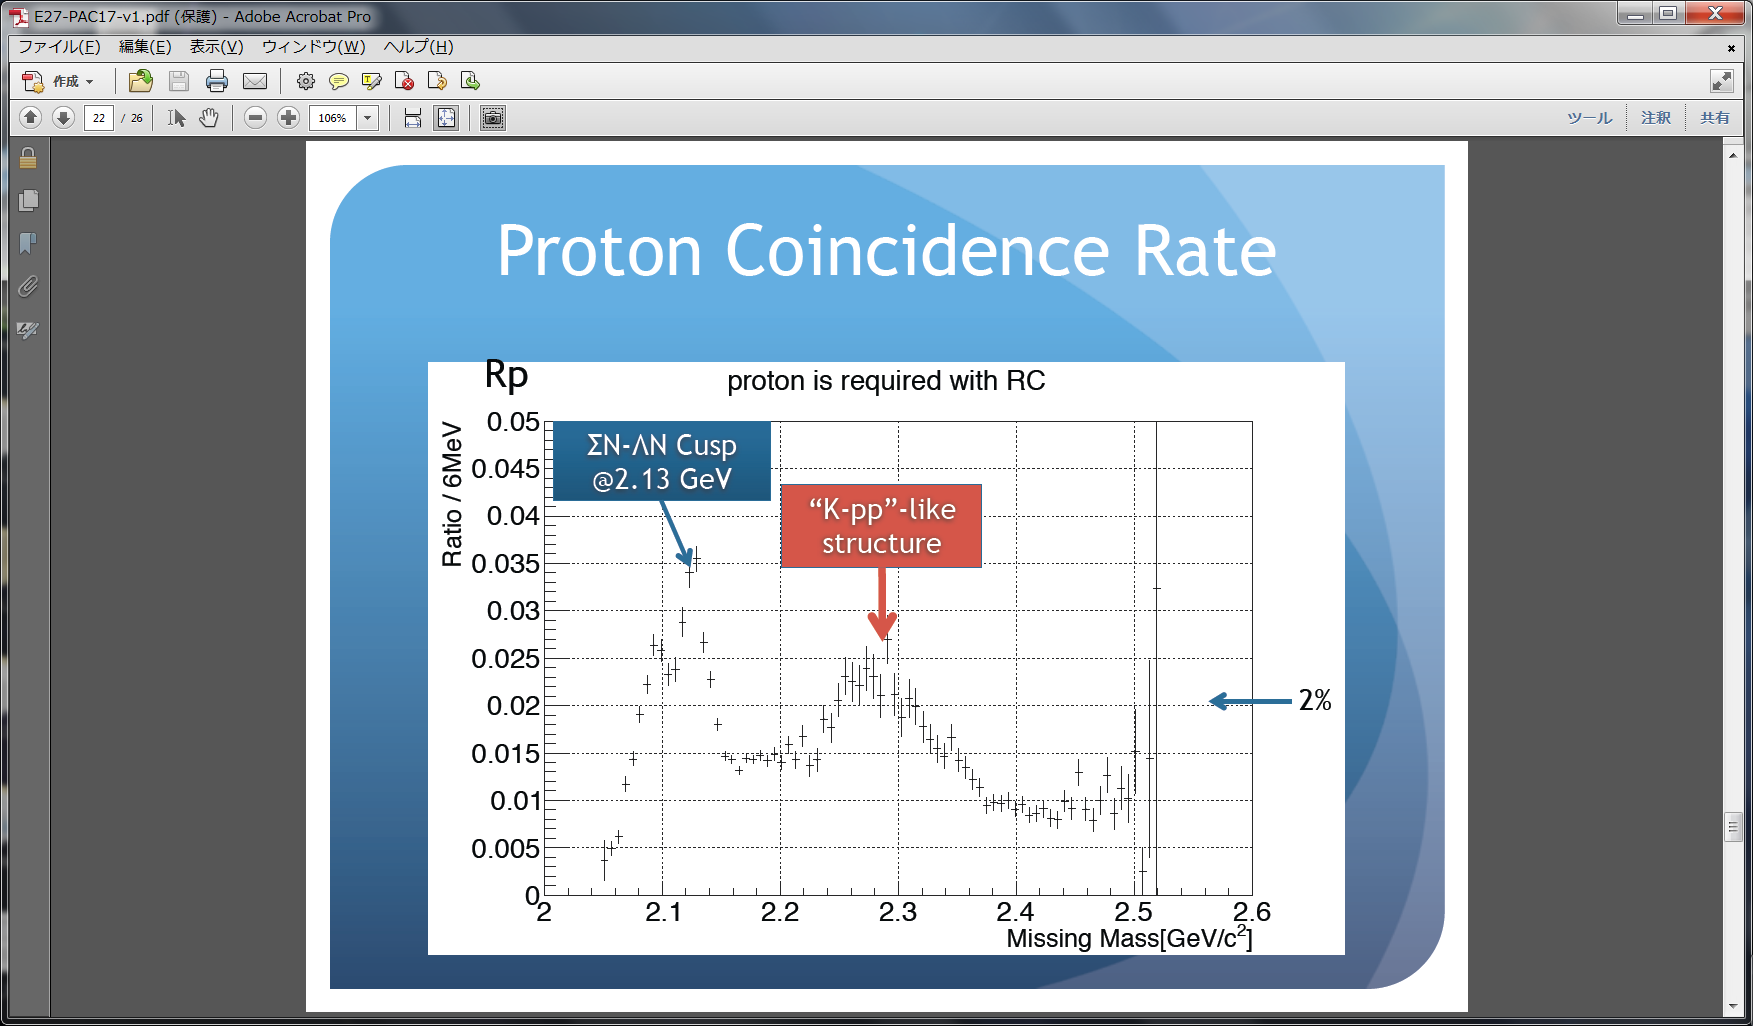 E27-PAC17-v1.pdf (保護) - Adobe Acrobat Pro
ファイル(F) 編集(E) 表示(V) ウィンドウ(W) ヘルプ(H)
作成
22 / 26 106% ツール 注釈 共有
Proton Coincidence Rate
Rp
proton is required with RC
Ratio / 6MeV
0.05
0.045
0.04
0.035
0.03
0.025
0.02
0.015
0.01
0.005
0
ΣN-ΛN Cusp
@2.13 GeV
“K-pp”-like
structure
2%
2 2.1 2.2 2.3 2.4 2.5 2.6
Missing Mass[GeV/c²]